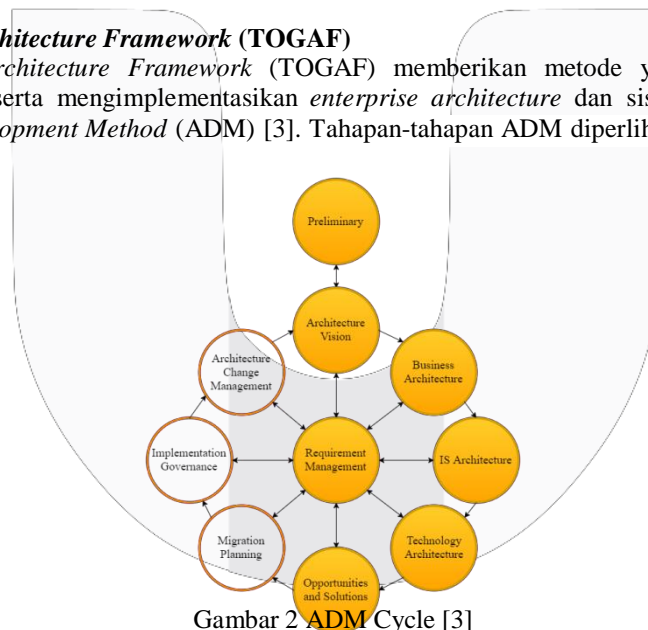 hitecture Framework (TOGAF)
rchitecture Framework (TOGAF) memberikan metode y
serta mengimplementasikan enterprise architecture dan sis
opment Method (ADM) [3]. Tahapan-tahapan ADM diperlih
Preliminary
Architecture
Vision
Architecture
Change
Management
Business
Architecture
Implementation
Governance
Requirement
Management
IS Architecture
Migration
Planning
Technology
Architecture
Opportunities
and Solutions
Gambar 2 ADM Cycle [3]